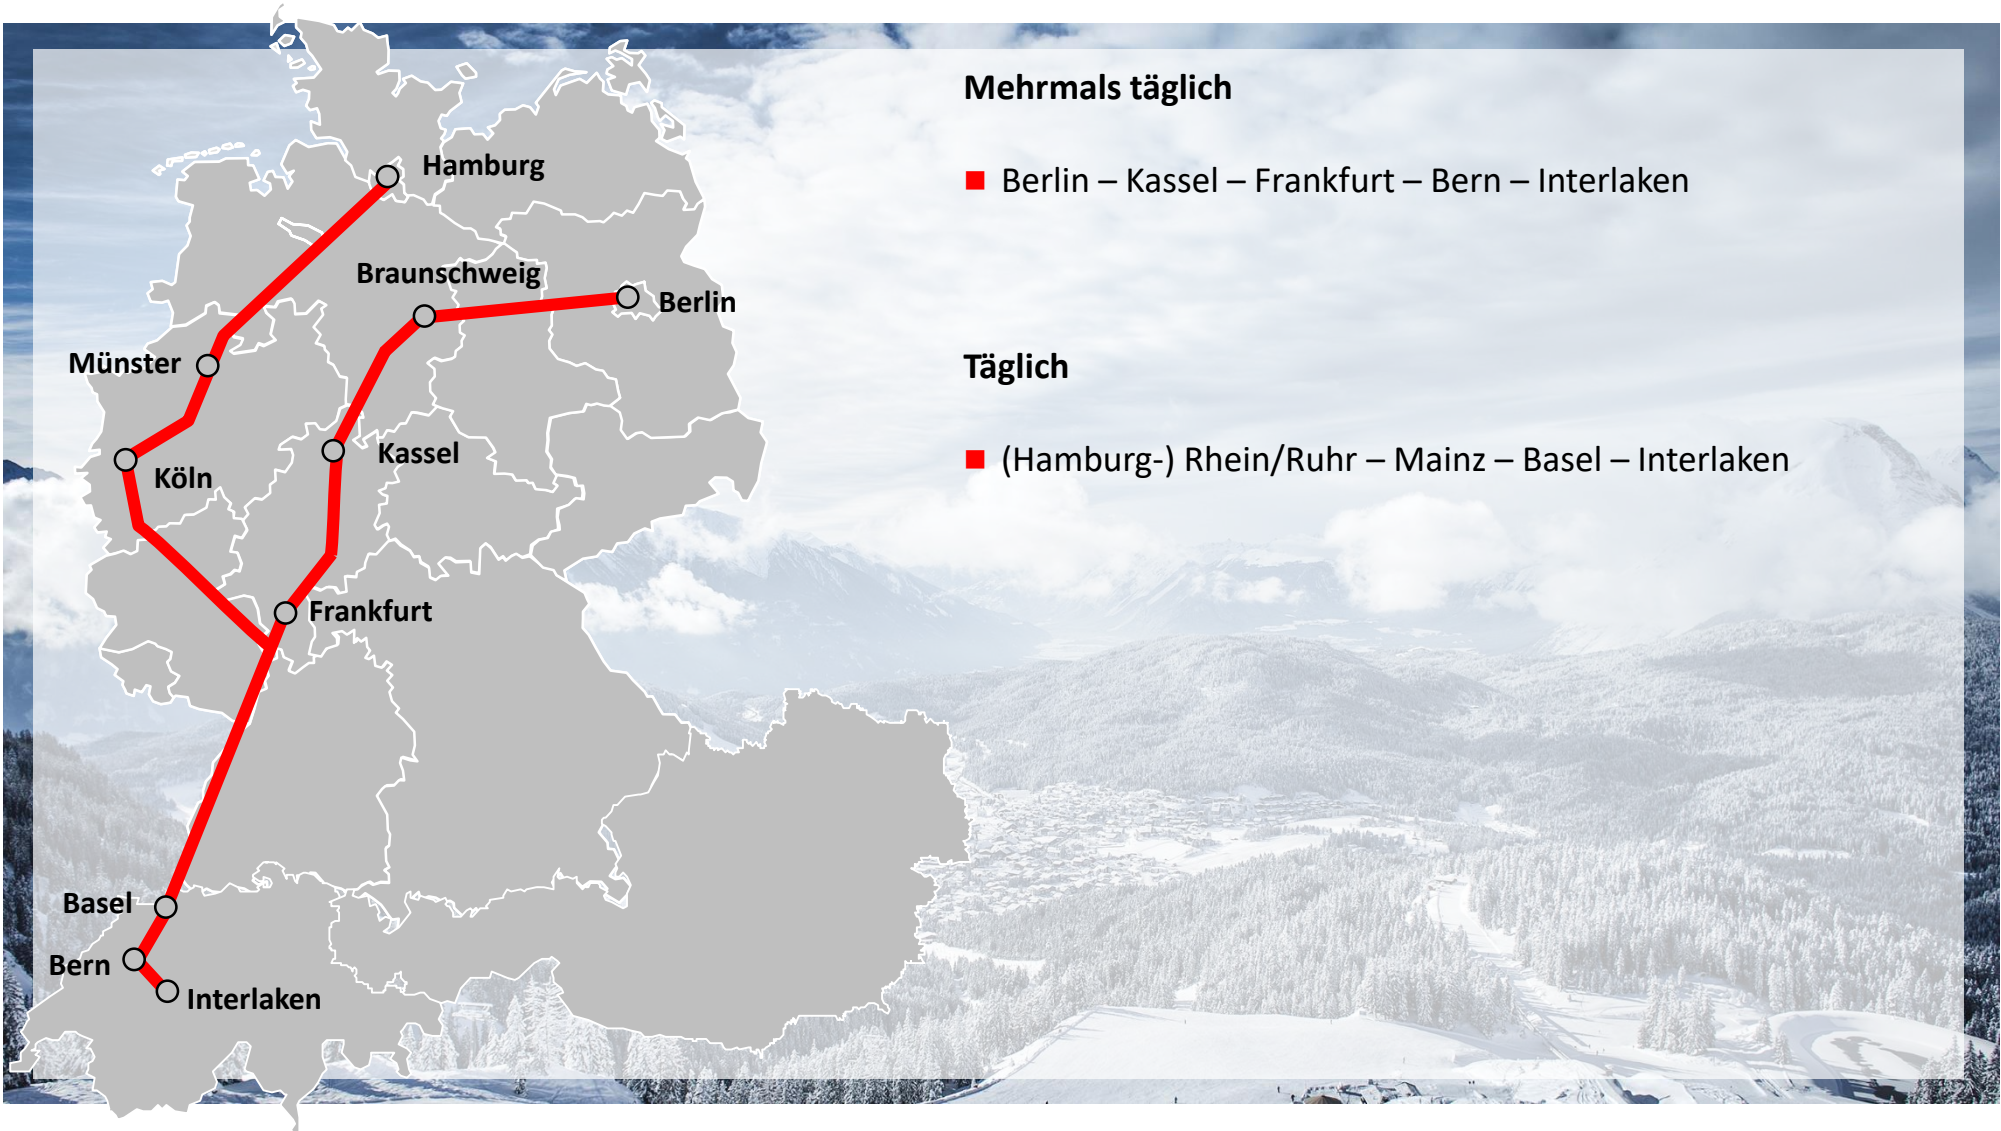 Mehrmals täglich
Berlin – Kassel – Frankfurt – Bern – Interlaken
Täglich
(Hamburg-) Rhein/Ruhr – Mainz – Basel – Interlaken
Hamburg
Braunschweig
Berlin
Münster
Kassel
Köln
Frankfurt
Basel
Bern
Interlaken